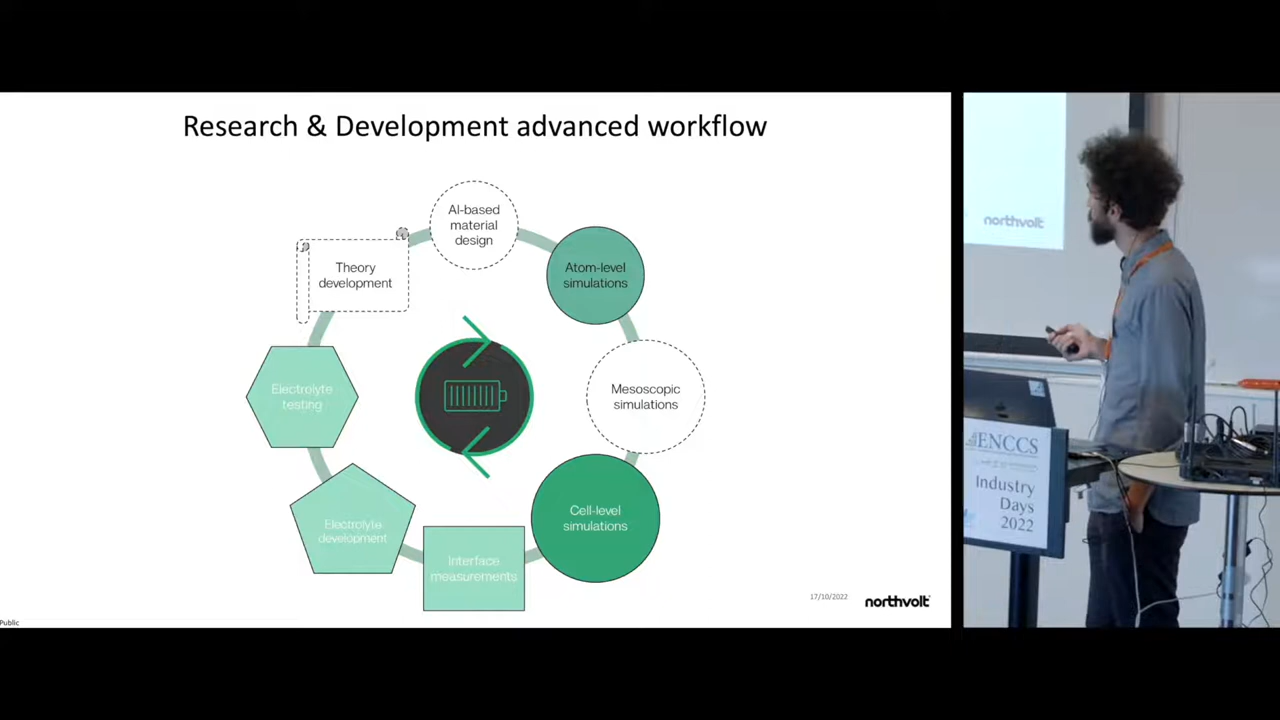 Research & Development advanced workflow
AI-based
material
design
Theory
development
Atom-level
simulations
Electrolyte
testing
Mesoscopic
simulations
Electrolyte
development
Cell-level
simulations
Interface
measurements
17/10/2022
northvolt
Public
northvolt
ENCCS
Industry
Days
2022